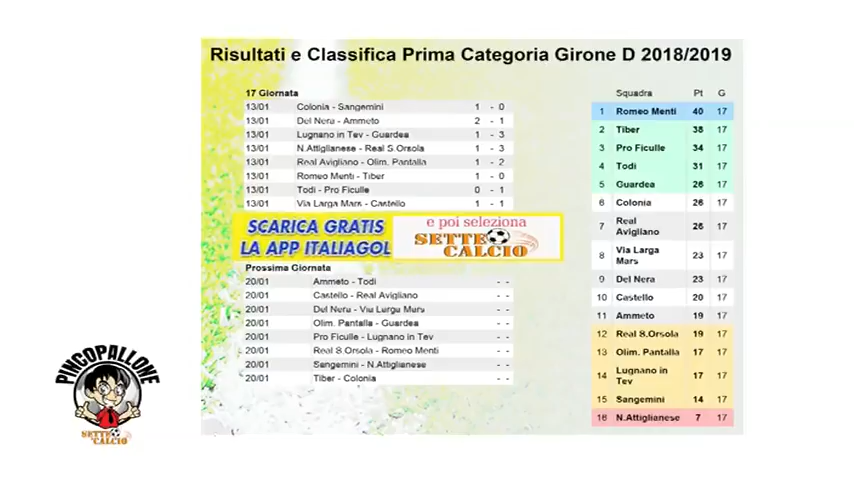 Risultati e Classifica Prima Categoria Girone D 2018/2019
17 Giornata
13/01 Colonia - Sangemini 1 - 0
13/01 Del Nera - Ammeto 2 - 1
13/01 Lugnano in Tev - Guardea 1 - 3
13/01 N.Attiglianese - Real S.Orsola 1 - 3
13/01 Real Avigliano - Olim. Pantalla 1 - 2
13/01 Romeo Menti - Tiber 1 - 0
13/01 Todi - Pro Ficulle 0 - 1
13/01 Via Larga Mars - Castello 1 - 1
SCARICA GRATIS
LA APP ITALIAGOL
e poi seleziona
SETTE
CALCIO
Prossima Giornata
20/01 Ammeto - Todi - -
20/01 Castello - Real Avigliano - -
20/01 Del Nera - Via Larga Mars - -
20/01 Olim. Pantalla - Guardea - -
20/01 Pro Ficulle - Lugnano in Tev - -
20/01 Real S.Orsola - Romeo Menti - -
20/01 Sangemini - N.Attiglianese - -
20/01 Tiber - Colonia - -
Squadra Pt G
1 Romeo Menti 40 17
2 Tiber 38 17
3 Pro Ficulle 34 17
4 Todi 31 17
5 Guardea 26 17
6 Colonia 26 17
7 Real Avigliano 26 17
8 Via Larga Mars 23 17
9 Del Nera 23 17
10 Castello 20 17
11 Ammeto 19 17
12 Real S.Orsola 19 17
13 Olim. Pantalla 17 17
14 Lugnano in Tev 17 17
15 Sangemini 14 17
16 N.Attiglianese 7 17
PINCOPALLONE
SETTE
CALCIO